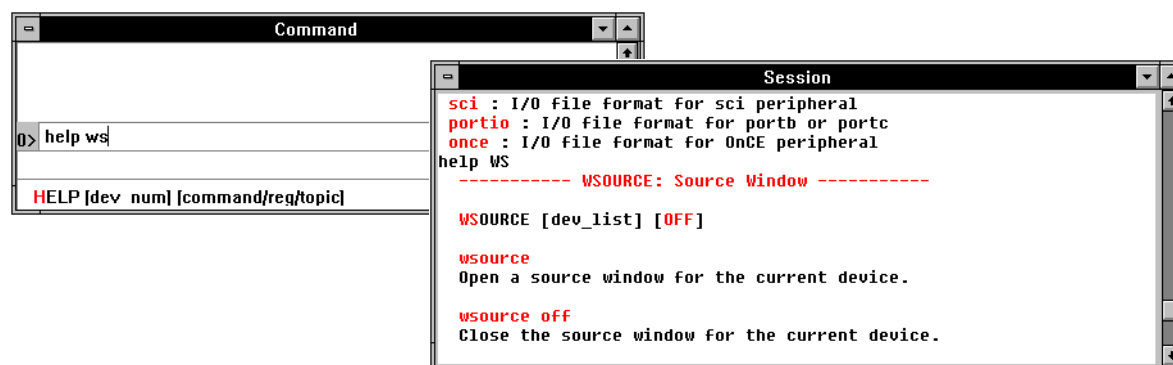 Command
0> help ws
HELP [dev_num] [command/reg/topic]
Session
sci : I/O file format for sci peripheral
portio : I/O file format for portb or portc
once : I/O file format for OnCE peripheral
help WS
----------- WSOURCE: Source Window -----------
WSOURCE [dev_list] [OFF]
wsource
Open a source window for the current device.
wsource off
Close the source window for the current device.